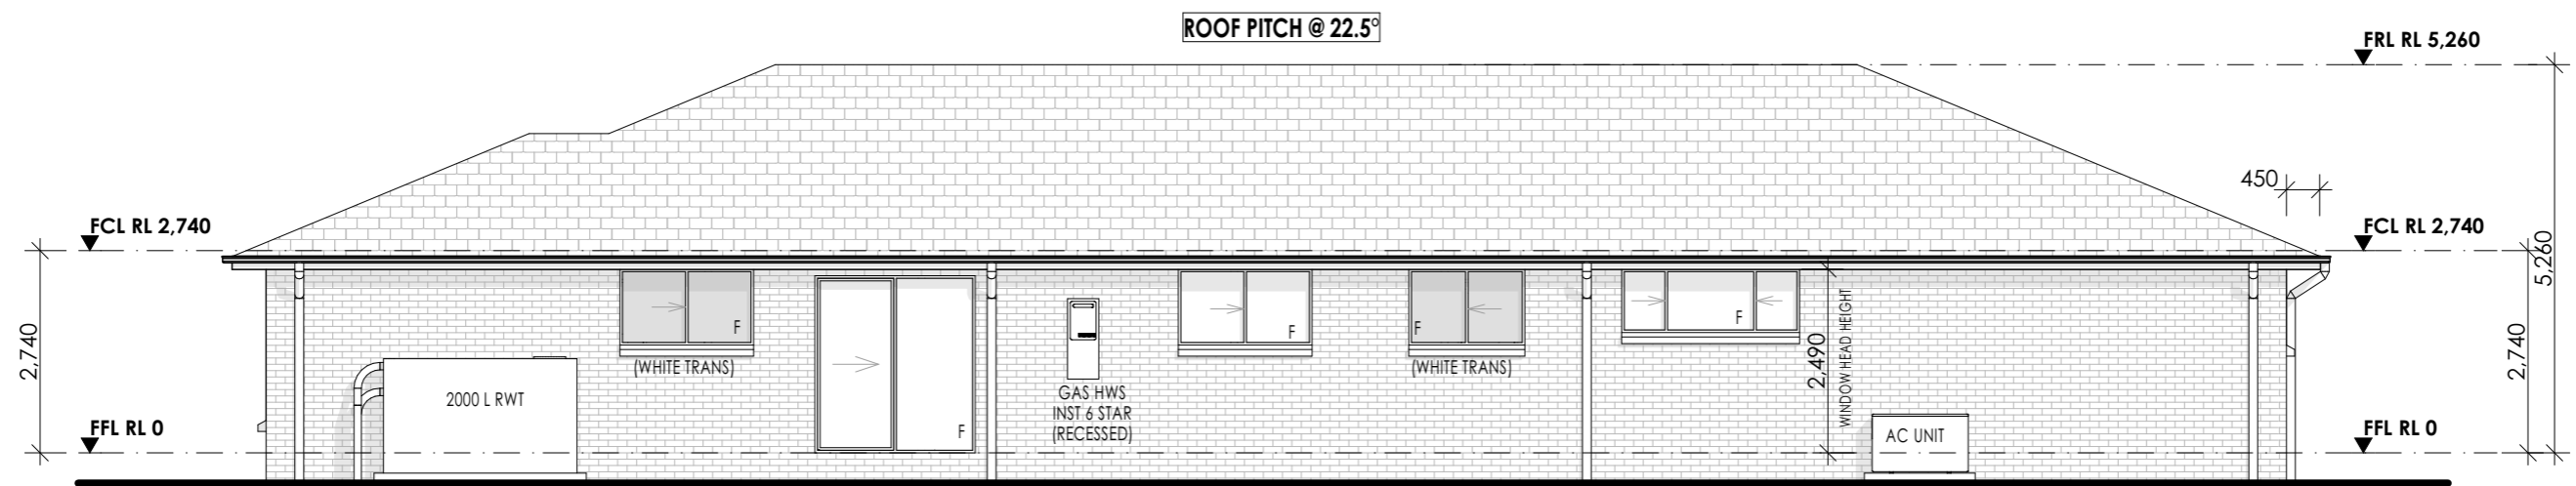 ROOF PITCH @ 22.5°
FRL RL 5,260
450
FCL RL 2,740
FCL RL 2,740
5,260
2,740
2,740
2,490
WINDOW HEAD HEIGHT
F
F
F
F
F
(WHITE TRANS)
(WHITE TRANS)
2000 L RWT
GAS HWS
INST 6 STAR
(RECESSED)
AC UNIT
FFL RL 0
FFL RL 0